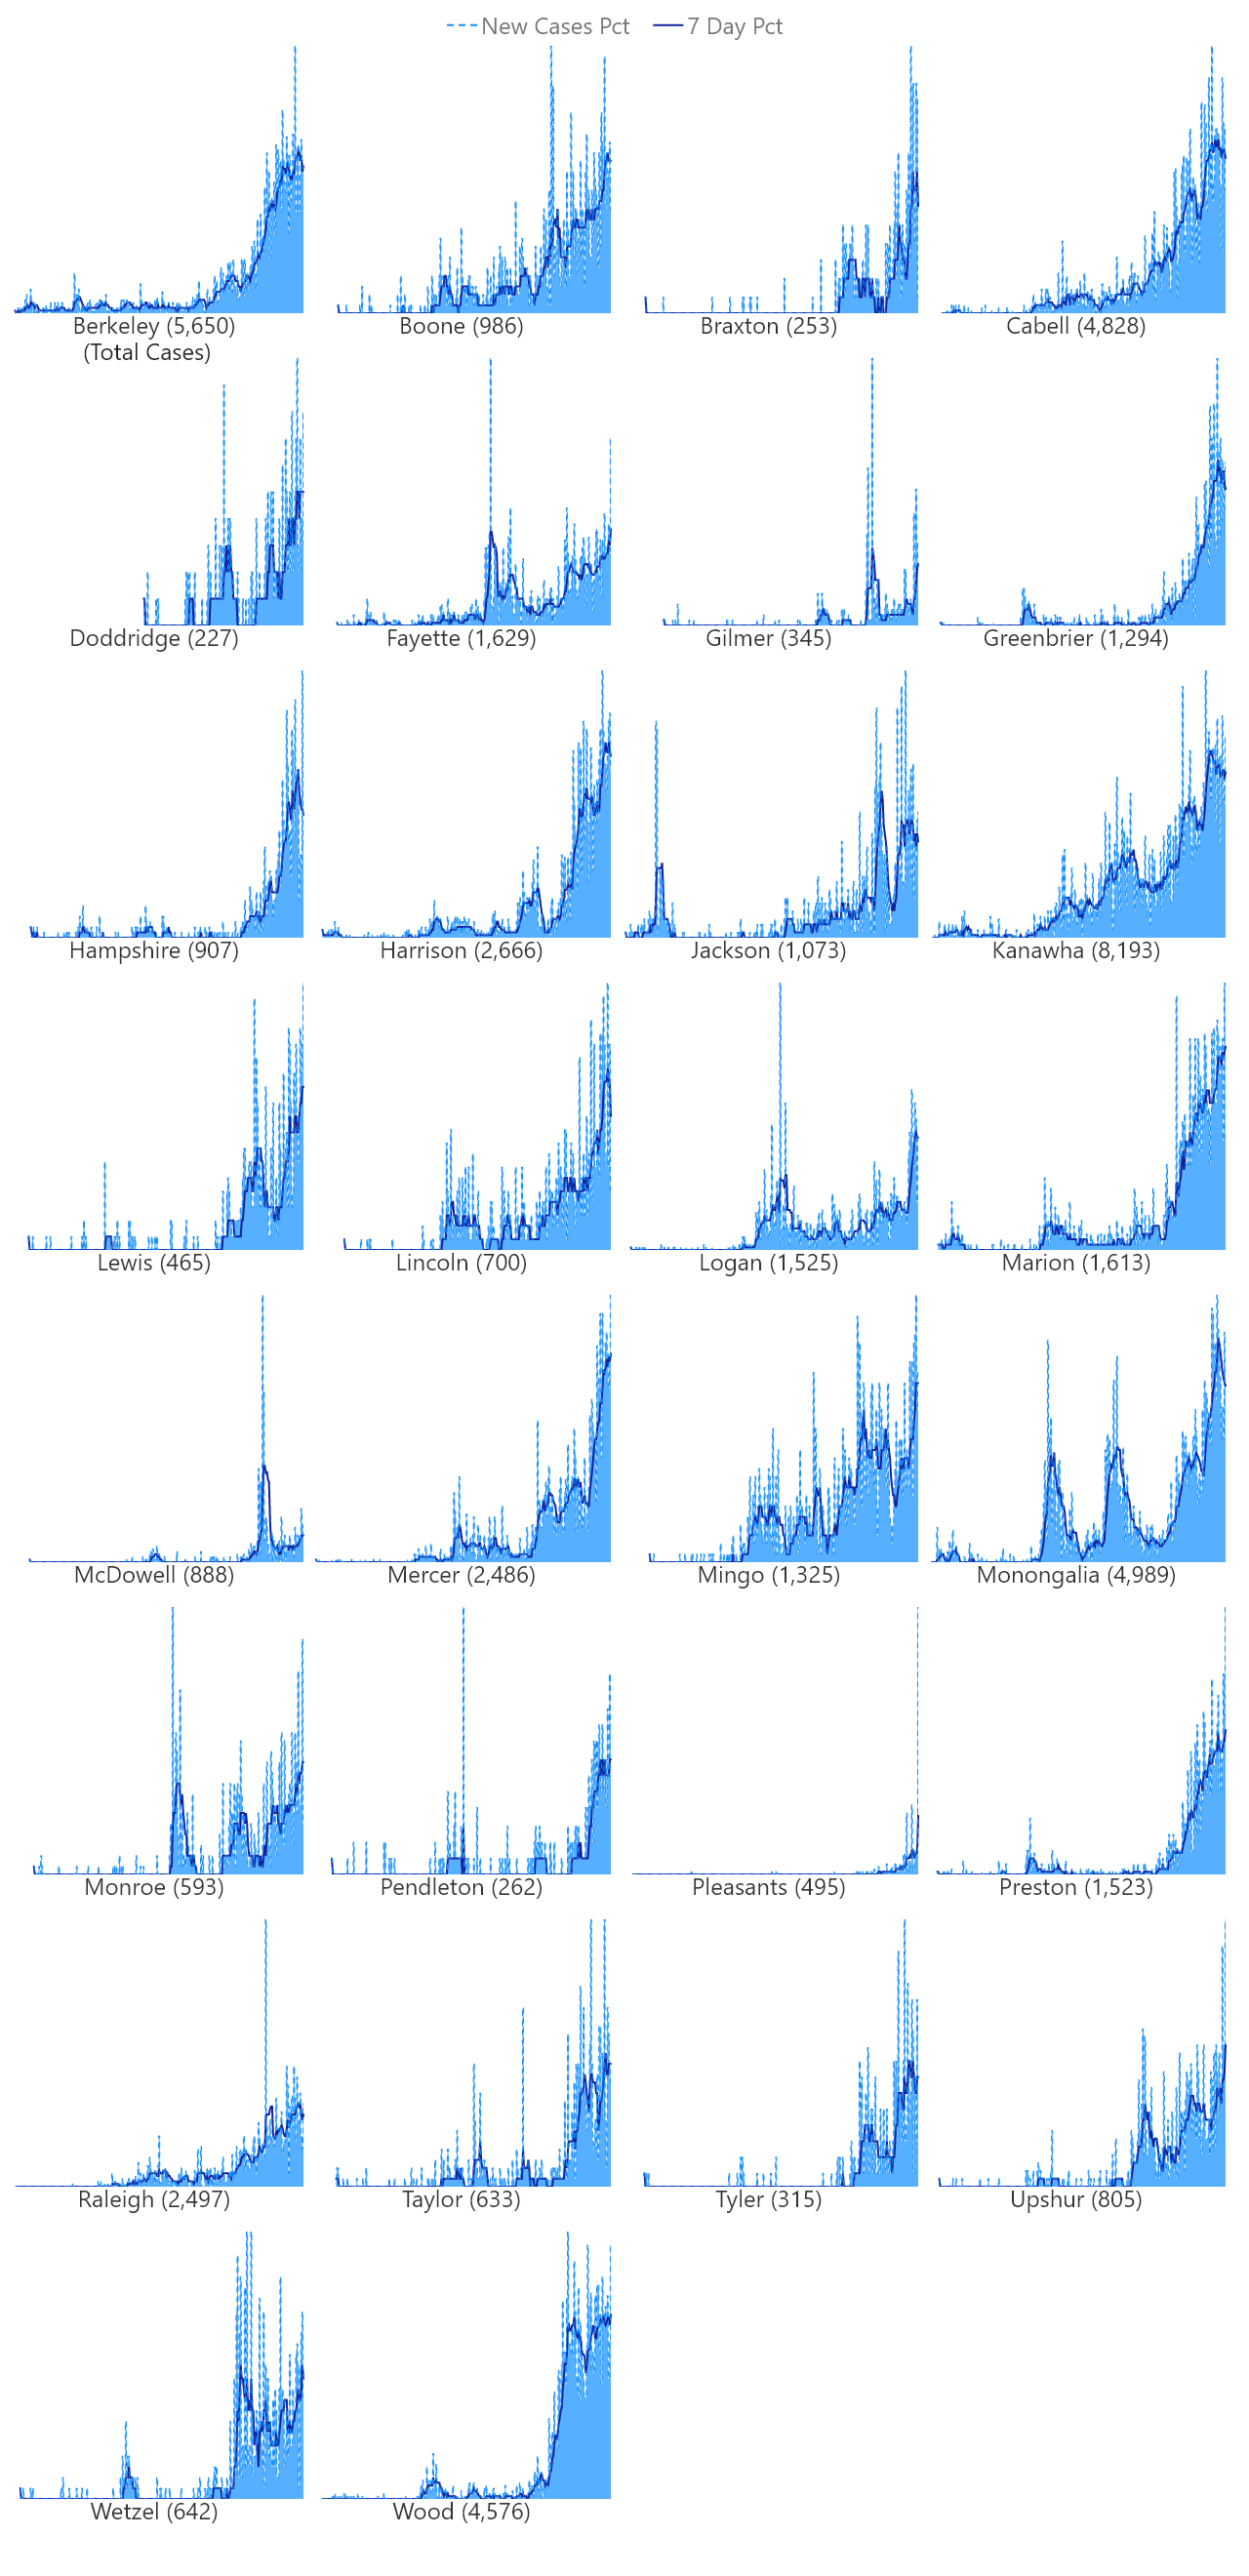 New Cases Pct 7 Day Pct
Berkeley (5,650) Boone (986) Braxton (253) Cabell (4,828)
(Total Cases)
Doddridge (227) Fayette (1,629) Gilmer (345) Greenbrier (1,294)
Hampshire (907) Harrison (2,666) Jackson (1,073) Kanawha (8,193)
Lewis (465) Lincoln (700) Logan (1,525) Marion (1,613)
McDowell (888) Mercer (2,486) Mingo (1,325) Monongalia (4,989)
Monroe (593) Pendleton (262) Pleasants (495) Preston (1,523)
Raleigh (2,497) Taylor (633) Tyler (315) Upshur (805)
Wetzel (642) Wood (4,576)